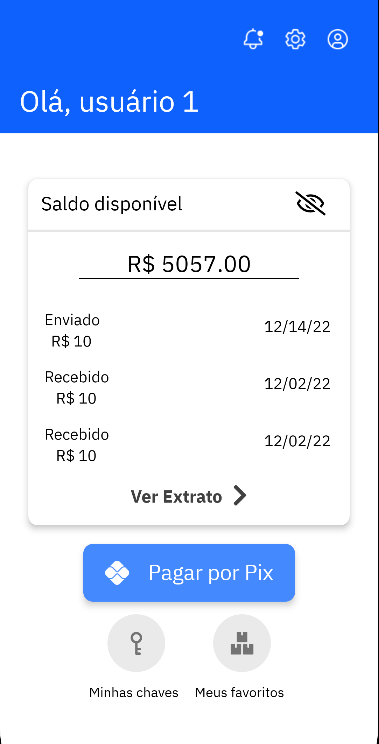 Olá, usuário 1
Saldo disponível
R$ 5057.00
Enviado
12/14/22
R$ 10
Recebido
12/02/22
R$ 10
Recebido
12/02/22
R$ 10
Ver Extrato
Pagar por Pix
Minhas chaves
Meus favoritos